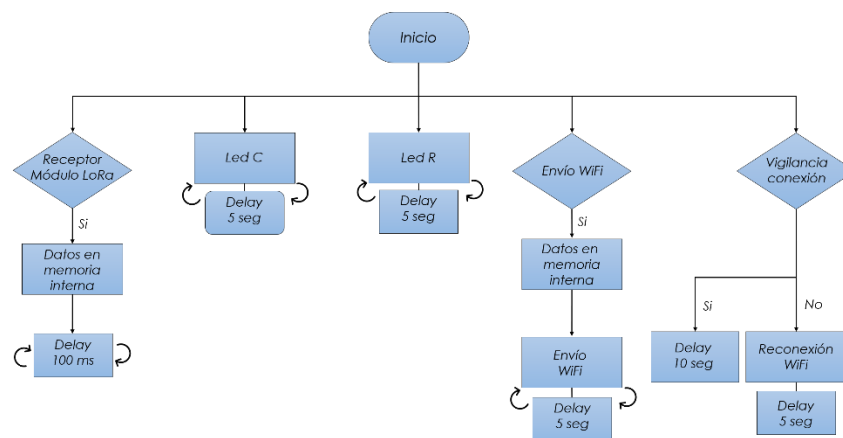 Inicio
Receptor
Módulo LoRa
Si
Datos en
memoria
interna
Delay
100 ms
Led C
Delay
5 seg
Led R
Delay
5 seg
Envío WiFi
Si
Datos en
memoria
interna
Envío
WiFi
Delay
5 seg
Vigilancia
conexión
Si
No
Delay
10 seg
Reconexión
WiFi
Delay
5 seg